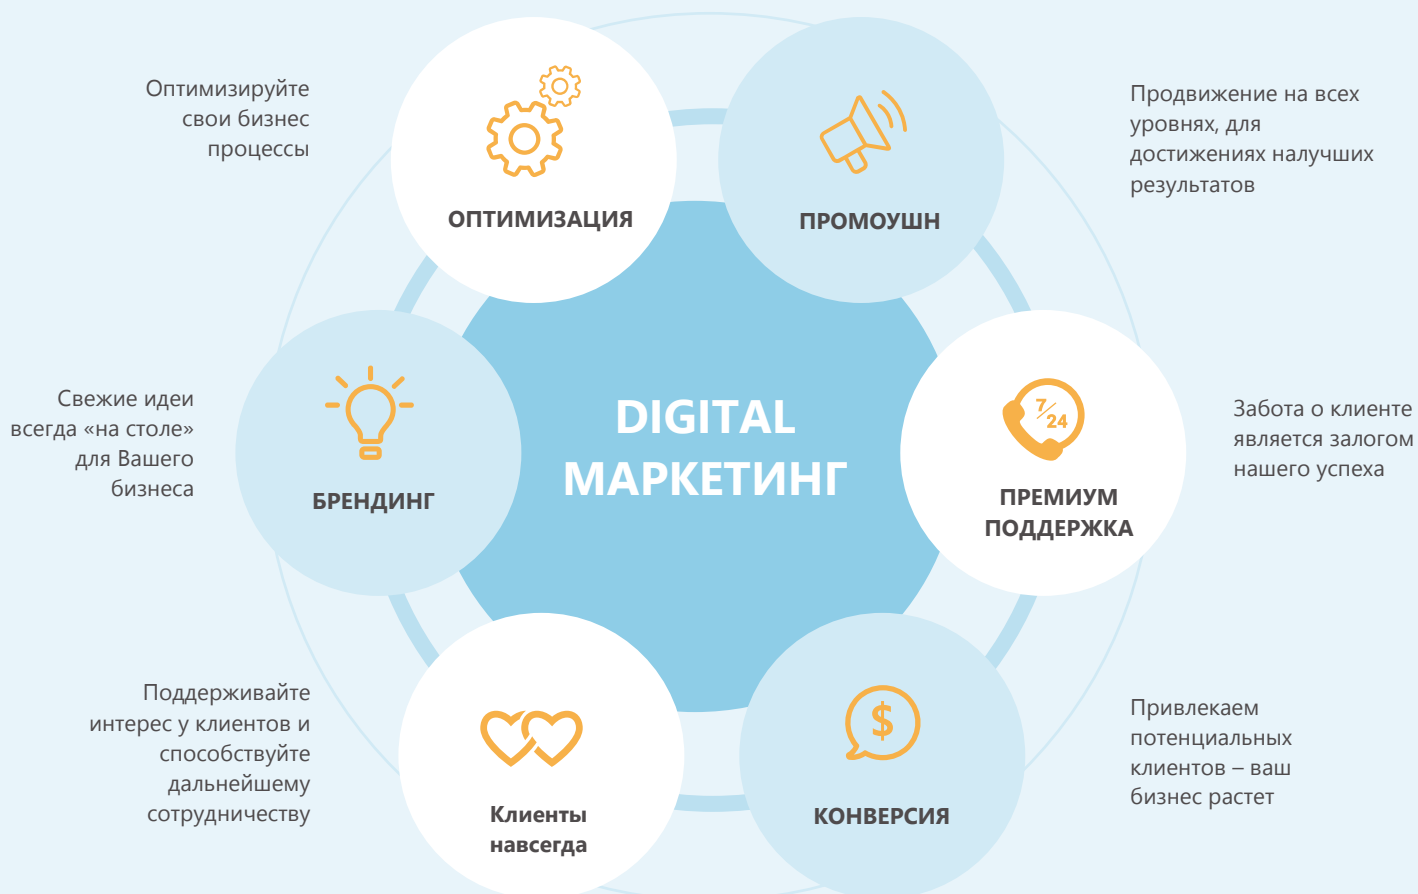 Оптимизируйте
свои бизнес
процессы
ОПТИМИЗАЦИЯ
ПРОМОУШН
Продвижение на всех
уровнях, для
достижениях налучших
результатов
Свежие идеи
всегда «на столе»
для Вашего
бизнеса
БРЕНДИНГ
DIGITAL
МАРКЕТИНГ
7/24
ПРЕМИУМ
ПОДДЕРЖКА
Забота о клиенте
является залогом
нашего успеха
Поддерживайте
интерес у клиентов и
способствуйте
дальнейшему
сотрудничеству
Клиенты
навсегда
$
КОНВЕРСИЯ
Привлекаем
потенциальных
клиентов – ваш
бизнес растет